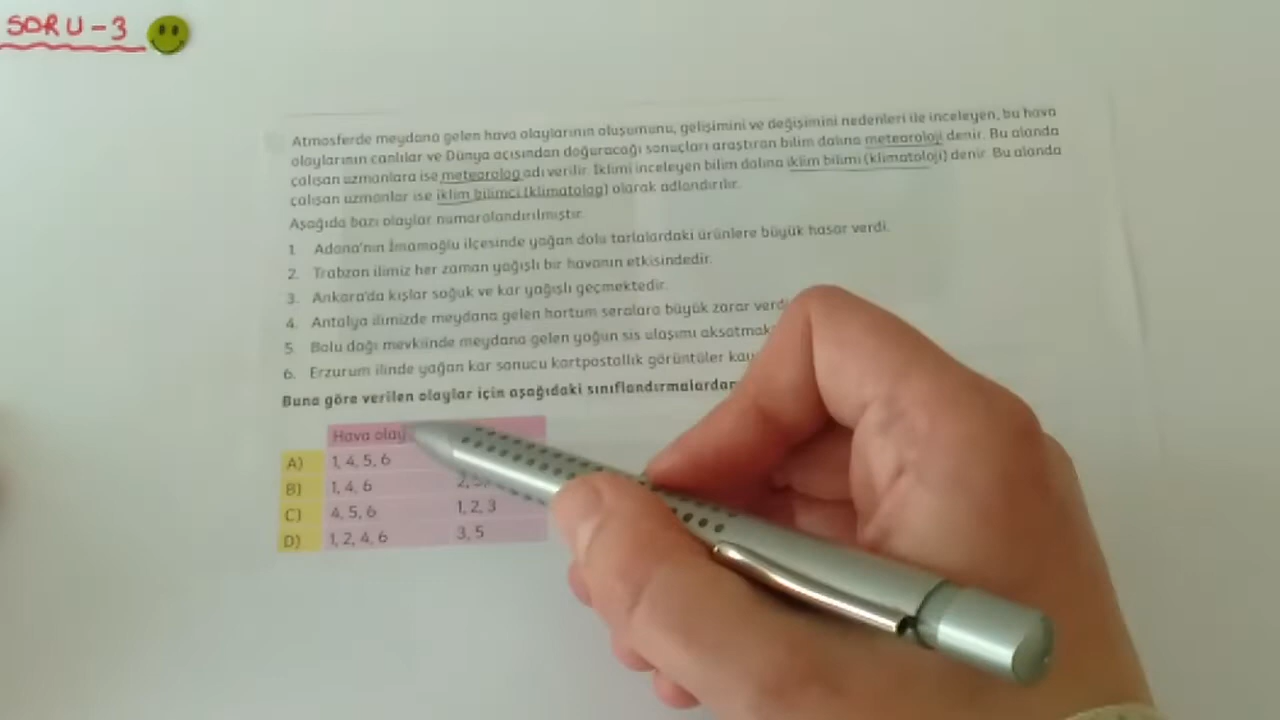 SORU-3
Atmosferde meydana gelen hava olaylarının oluşumunu, gelişimini ve değişimini nedenleri ile inceleyen, bu hava
olaylarının canlılar ve Dünya açısından doğuracağı sonuçları araştıran bilim dalına meteoroloji denir. Bu alanda
çalışan uzmanlara ise meteorolog adı verilir. İklimi inceleyen bilim dalına iklim bilimi (klimatoloji) denir. Bu alanda
çalışan uzmanlar ise iklim bilimci (klimatolog) olarak adlandırılır.
Aşağıda bazı olaylar numaralandırılmıştır.
1. Adana'nın İmamoğlu ilçesinde yağan dolu tarlalardaki ürünlere büyük hasar verdi.
2. Trabzon ilimiz her zaman yağışlı bir havanın etkisindedir.
3. Ankara'da kışlar soğuk ve kar yağışlı geçmektedir.
4. Antalya ilimizde meydana gelen hortum seralara büyük zarar verd
5. Bolu dağı mevkiinde meydana gelen yoğun sis ulaşımı aksatmak
6. Erzurum ilinde yağan kar sonucu kartpostallık görüntüler
Buna göre verilen olaylar için aşağıdaki sınıflandırmalardan
Hava olay
A) 1, 4, 5, 6
B) 1, 4, 6
C) 4, 5, 6 1, 2, 3
D) 1, 2, 4, 6 3, 5